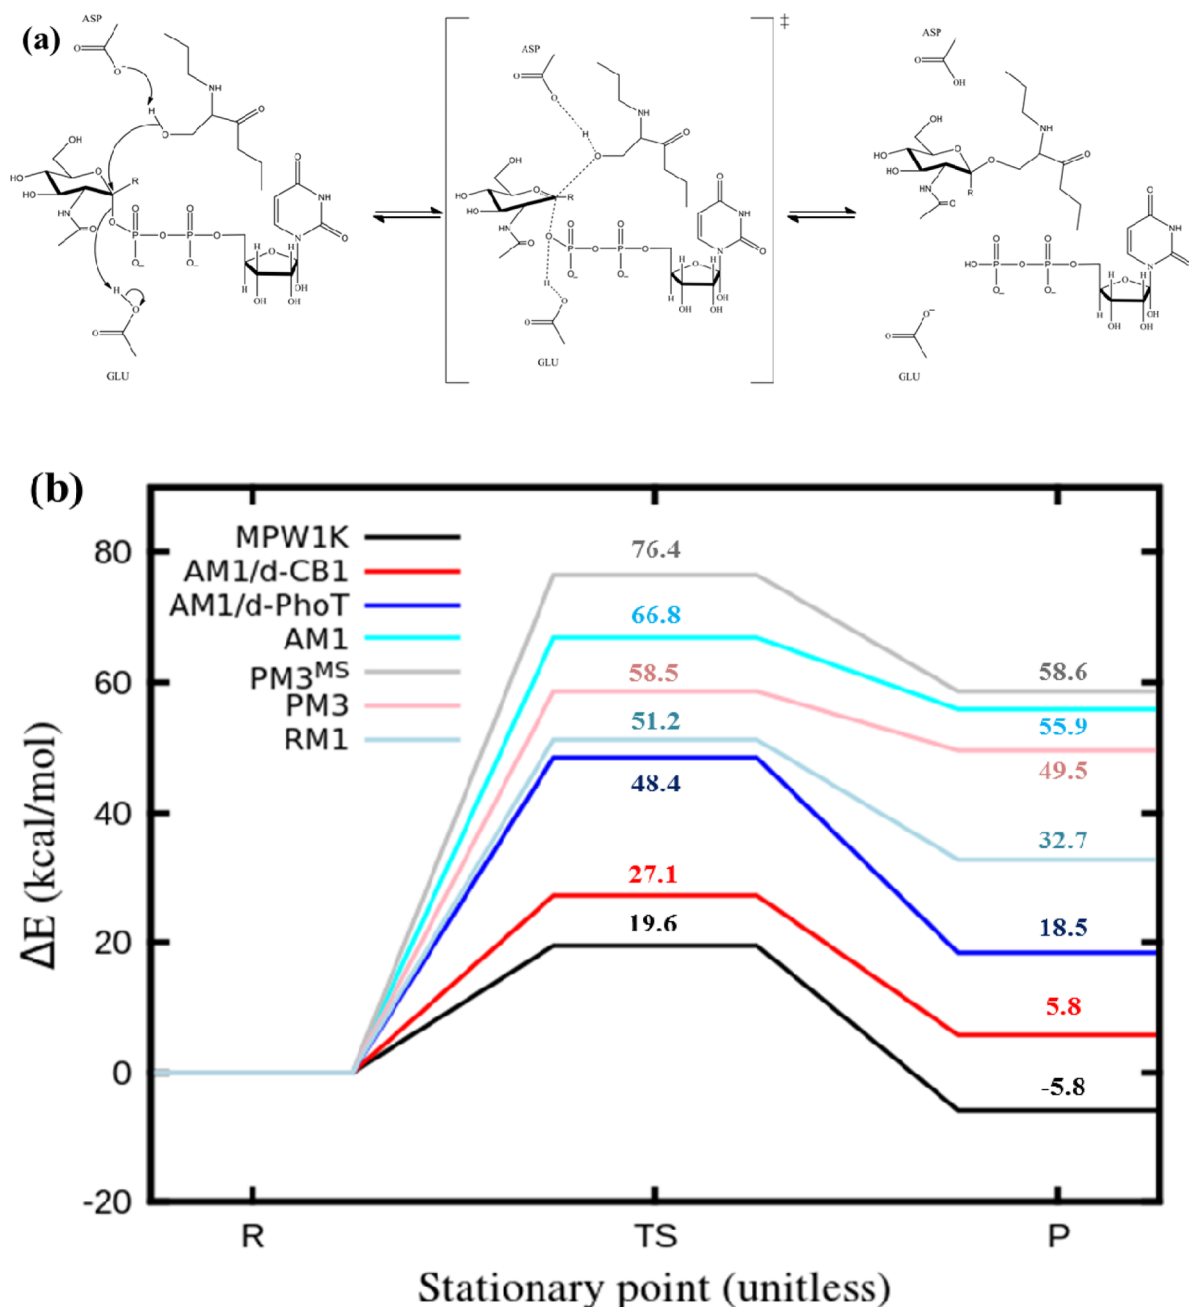 (a)
ASP
O
O−
H
O
NH
O
OH
HO
HO
O
R
HN
O
O
O
P
O−
O
O
P
O−
O
O
NH
N
O
O
H
H
H
H
OH
OH
H
O
O
GLU
‡
ASP
O
O
H
O
NH
O
OH
HO
HO
O
R
NH
O
O
O
P
O−
O
O
P
O−
O
O
NH
N
O
O
H
H
H
H
OH
OH
OH
H
O
O
GLU
ASP
O
OH
NH
O
OH
HO
HO
O
O
R
HN
O
O
O
HO
P
O−
O
P
O−
O
O
O
NH
N
O
H
H
H
OH
OH
OH
O
O−
GLU
(b)
MPW1K
AM1/d-CB1
AM1/d-PhoT
AM1
PM3MS
PM3
RM1
76.4
66.8
58.5
51.2
48.4
27.1
19.6
58.6
55.9
49.5
32.7
18.5
5.8
-5.8
80
60
40
20
0
-20
ΔE (kcal/mol)
R
TS
P
Stationary point (unitless)